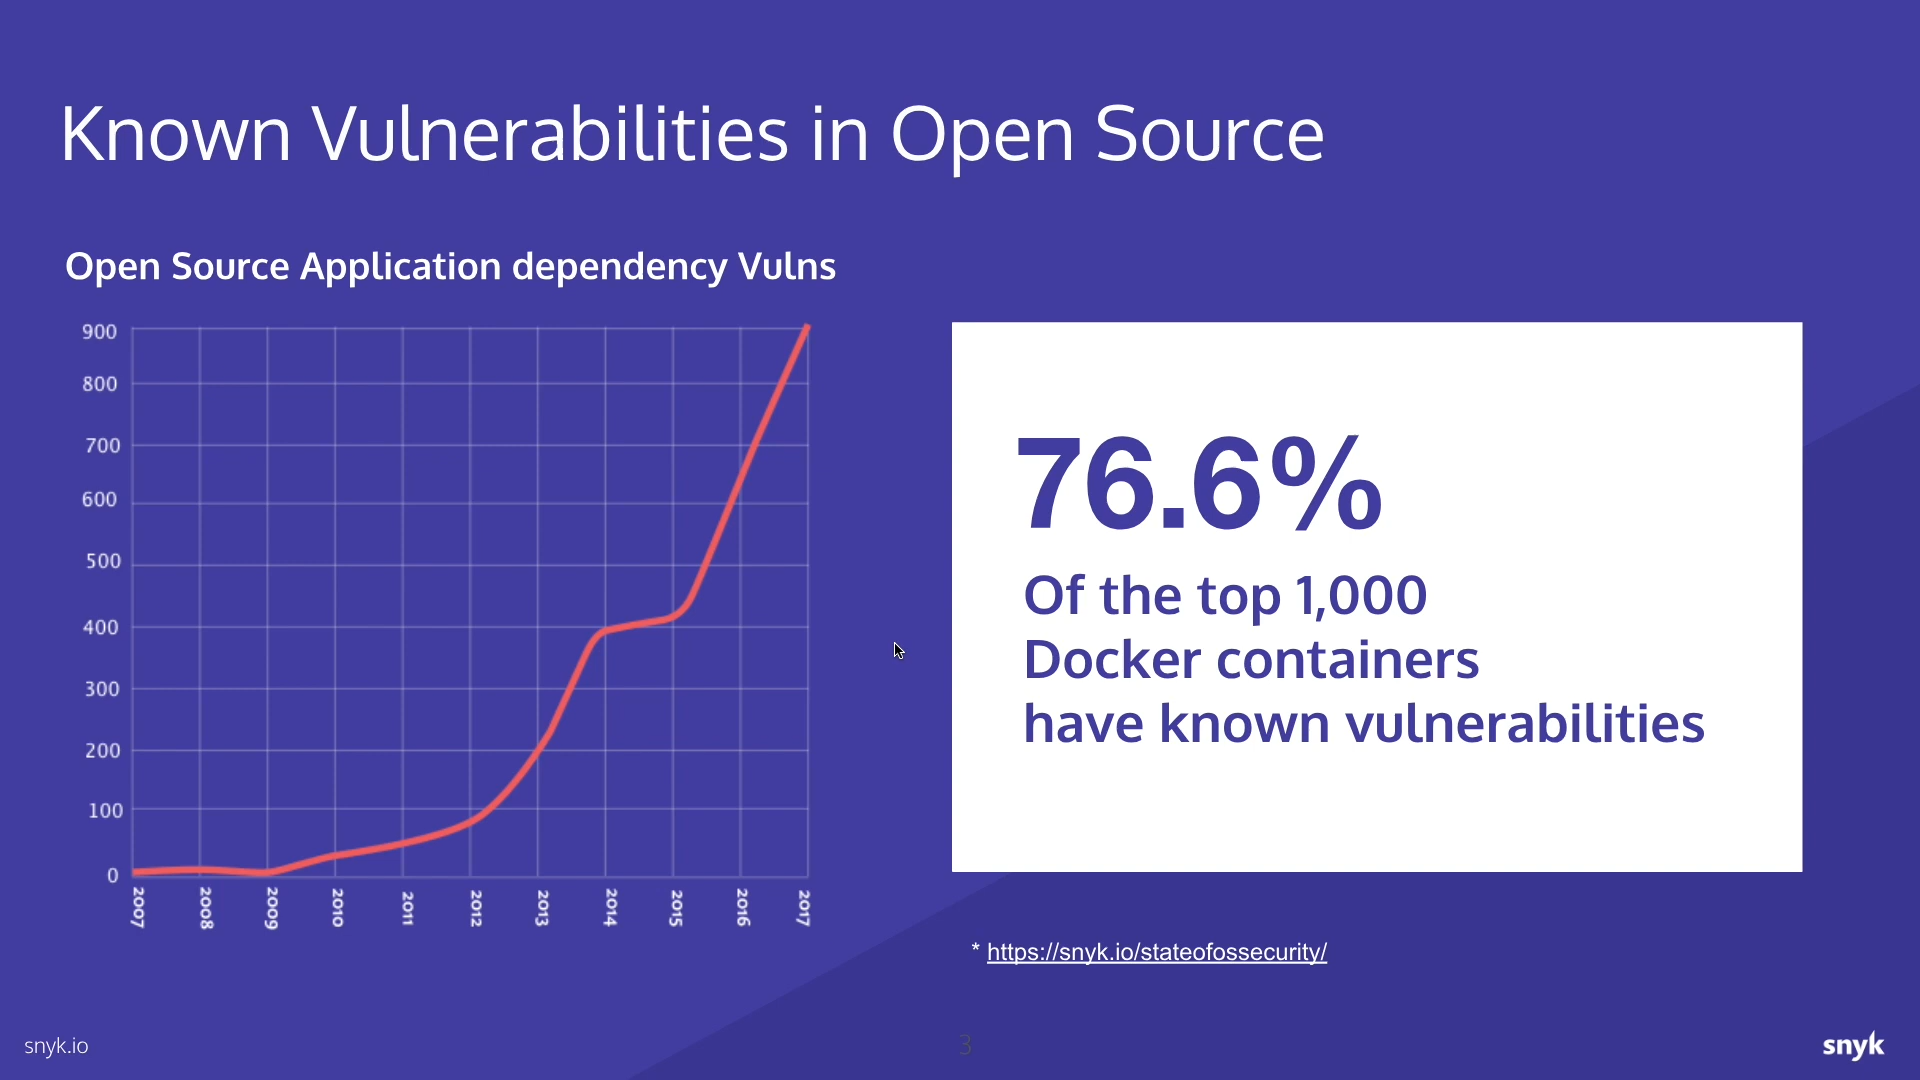 Known Vulnerabilities in Open Source
Open Source Application dependency Vulns
900
800
700
600
500
400
300
200
100
0
2007
2008
2009
2010
2011
2012
2013
2014
2015
2016
2017
76.6%
Of the top 1,000
Docker containers
have known vulnerabilities
* https://snyk.io/stateofossecurity/
snyk.io
3
snyk